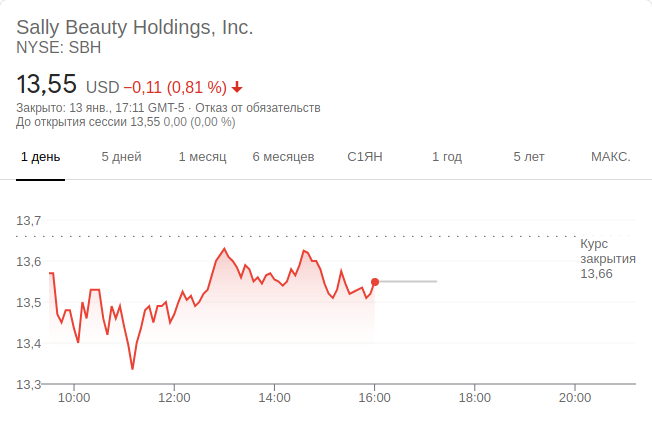 Sally Beauty Holdings, Inc.
NYSE: SBH
13,55 USD −0,11 (0,81 %)
Закрыто: 13 янв., 17:11 GMT-5 · Отказ от обязательств
До открытия сессии 13,55 0,00 (0,00 %)
1 день 5 дней 1 месяц 6 месяцев С1ЯН 1 год 5 лет МАКС.
13,7
Курс
закрытия
13,66
13,6
13,5
13,4
13,3
10:00 12:00 14:00 16:00 18:00 20:00